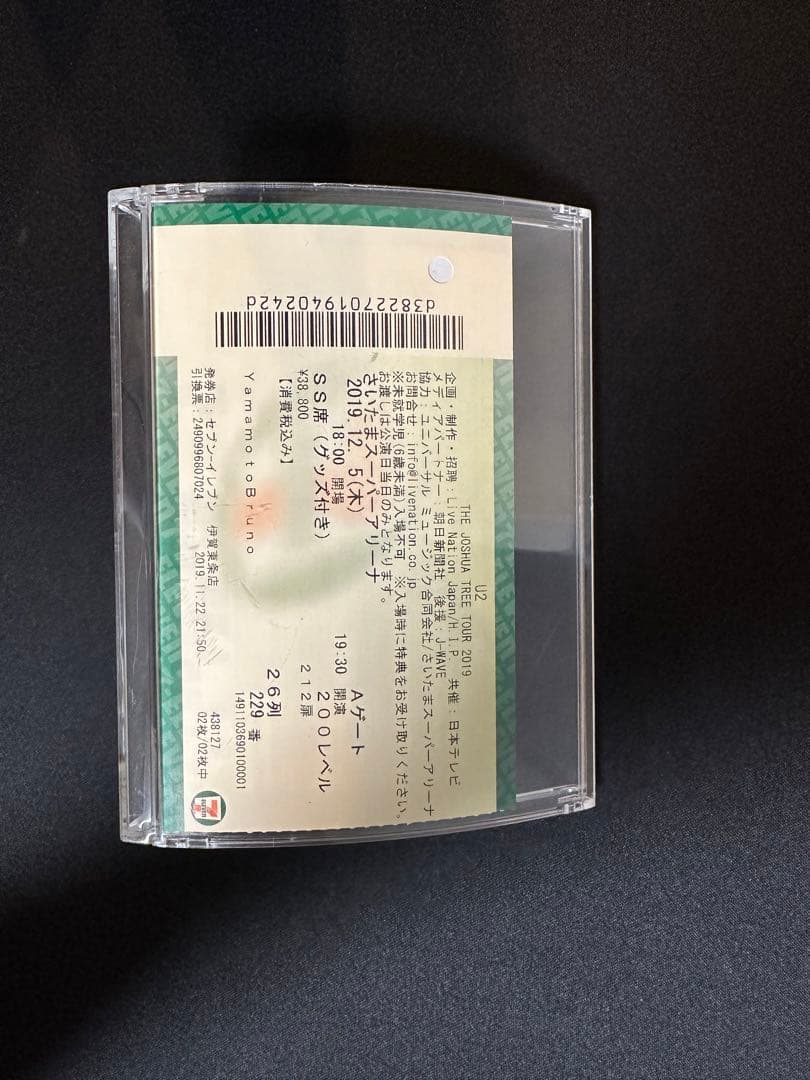 U2
THE JOSHUA TREE TOUR 2019
企画・制作・招聘：Live Nation Japan/H.I.P. 共催：日本テレビ
メディアパートナー：朝日新聞社 後援：J-WAVE
協力：ユニバーサル ミュージック合同会社/さいたまスーパーアリーナ
お問合せ：info@livenation.co.jp
※未就学児(6歳未満)入場不可 ※入場時に特典をお受け取りください。
お渡しは公演日当日のみとなります。
さいたまスーパーアリーナ
2019.12. 5(木) Aゲート
18:00 開場 19:30 開演
200レベル
SS席（グッズ付き） 212扉
¥38,800
【消費税込み】 26列
229番
YamamotoBruno
1491103690100001
発券店：セブン-イレブン 伊賀東条店 438127
引換票：2490996807024 2019.11.22 21:50 02枚/02枚中
d3822701940242d
7
ELEVEN